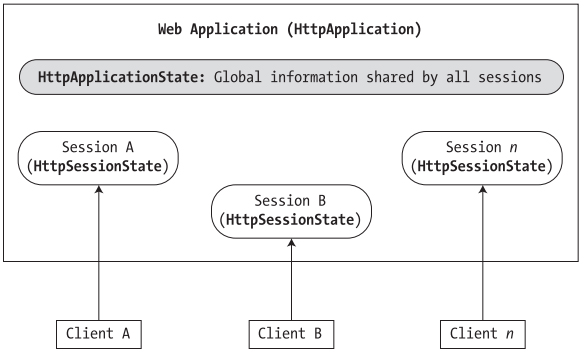 Web Application (HttpApplication)
HttpApplicationState: Global information shared by all sessions
Session A
(HttpSessionState)
Session n
(HttpSessionState)
Session B
(HttpSessionState)
Client A
Client B
Client n